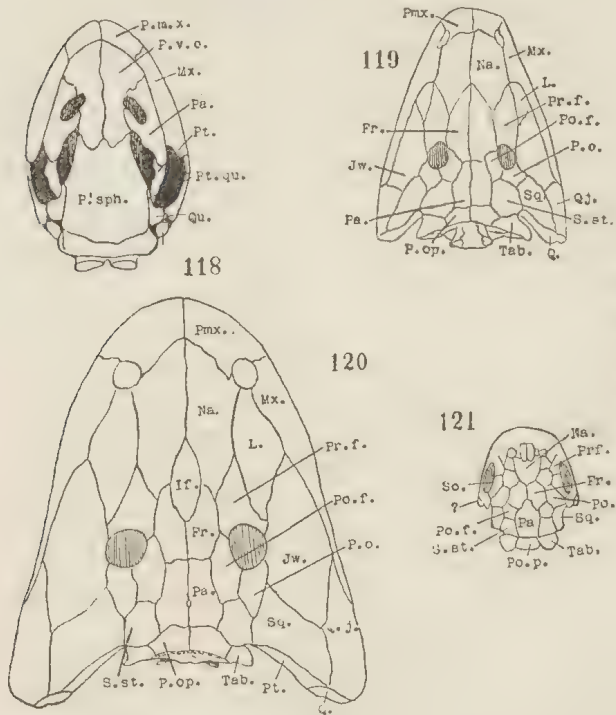 P.m.x.
P.v.o.
Mx.
Pa.
Pt.
Pt.qu.
Qu.
P.sph.
118
Pmx.
Mx.
119
Na.
L.
Pr.f.
Fr.
Po.f.
P.o.
Jw.
Sq.
Qj.
Pa.
S.st.
P.op.
Tab.
Q.
Pmx.
120
Mx.
Na.
L.
Pr.f.
If.
Po.f.
Fr.
P.o.
Jw.
Pa.
Sq.
S.st.
P.op.
Tab.
Pt.
Q.
121
Na.
Prf.
So.
Fr.
?
Po.
Po.f.
Pa
Sq.
S.st.
Tab.
Po.p.